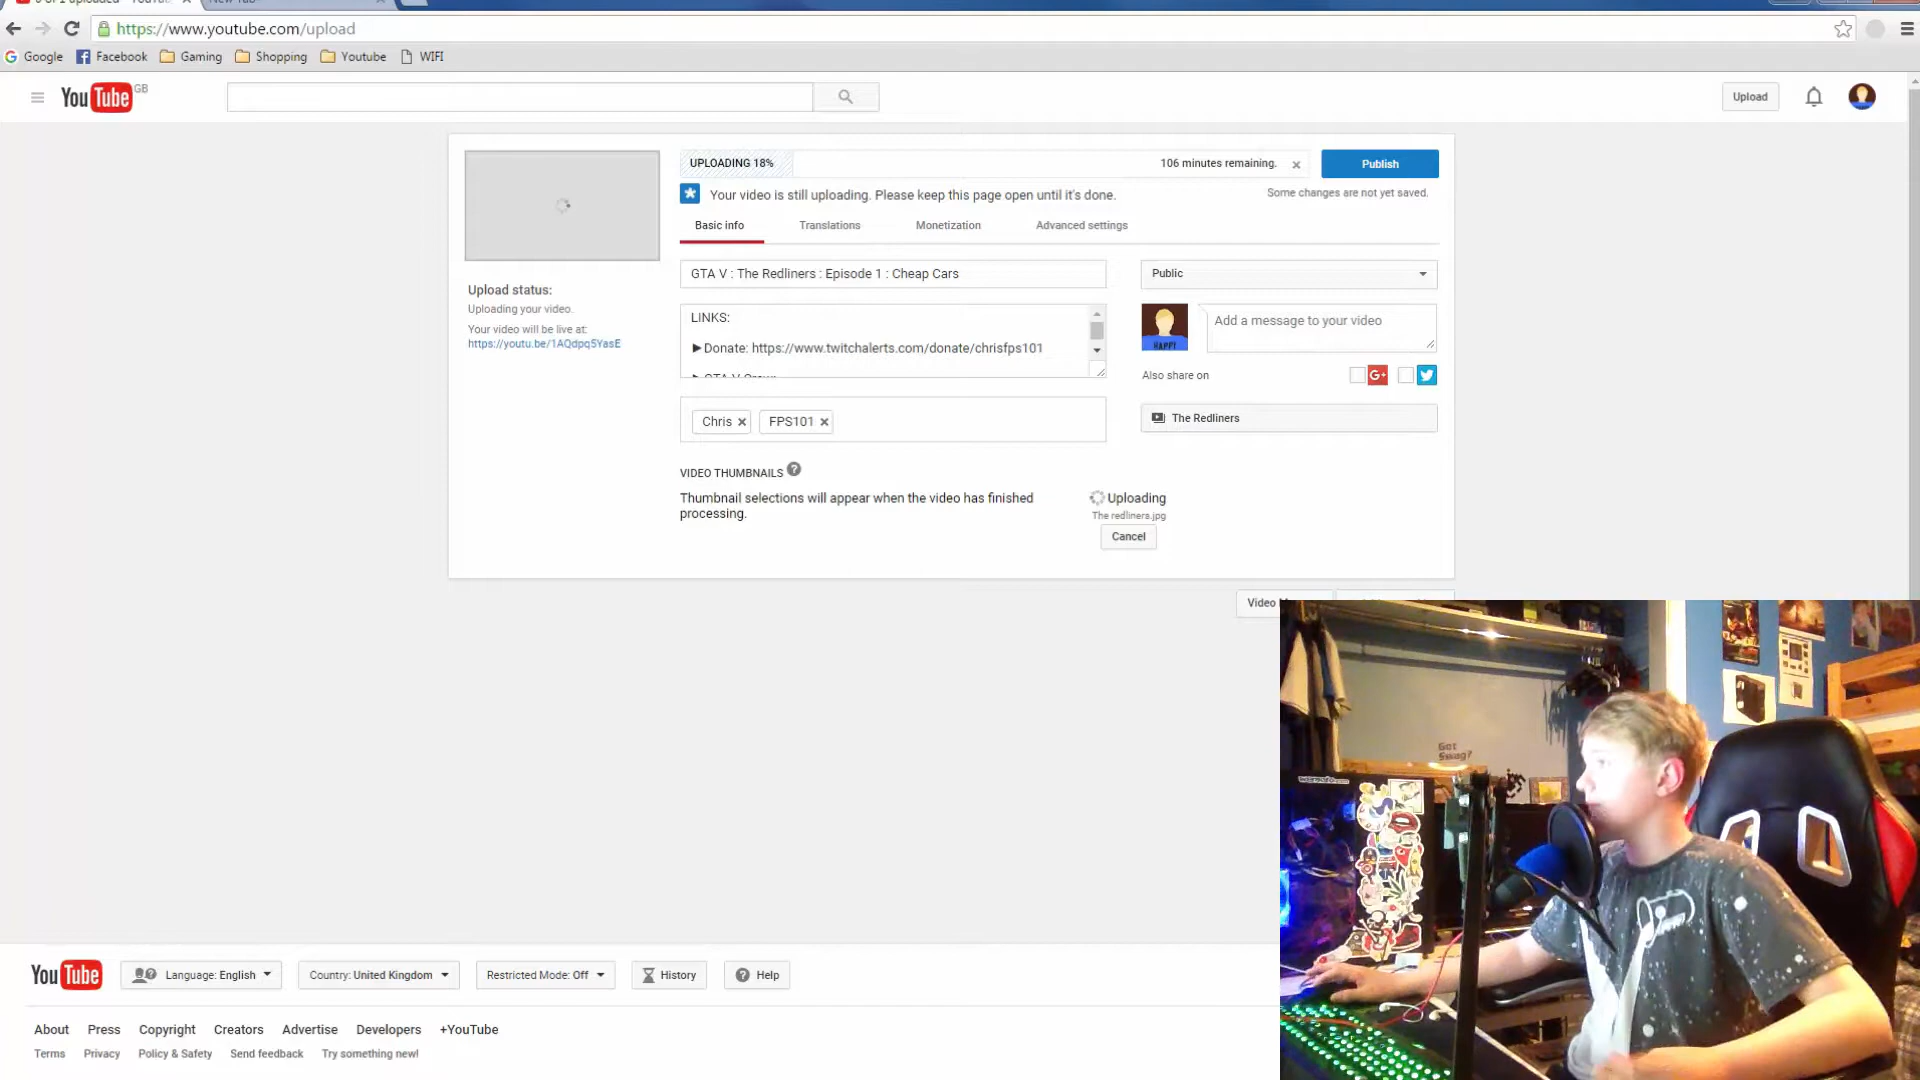 https://www.youtube.com/upload
Google Facebook Gaming Shopping Youtube WIFI
YouTube GB
Upload
UPLOADING 18% 106 minutes remaining. Publish
Your video is still uploading. Please keep this page open until it's done. Some changes are not yet saved.
Basic info Translations Monetization Advanced settings
GTA V : The Redliners : Episode 1 : Cheap Cars
Public
Upload status:
Uploading your video.
Your video will be live at:
https://youtu.be/1AQdpq5YasE
LINKS:
►Donate: https://www.twitchalerts.com/donate/chrisfps101
HAPPY
Add a message to your video
Also share on
Chris FPS101
The Redliners
VIDEO THUMBNAILS
Thumbnail selections will appear when the video has finished
processing.
Uploading
The redliners.jpg
Cancel
Video
Got
Swag?
YouTube Language: English Country: United Kingdom Restricted Mode: Off History Help
About Press Copyright Creators Advertise Developers +YouTube
Terms Privacy Policy & Safety Send feedback Try something new!